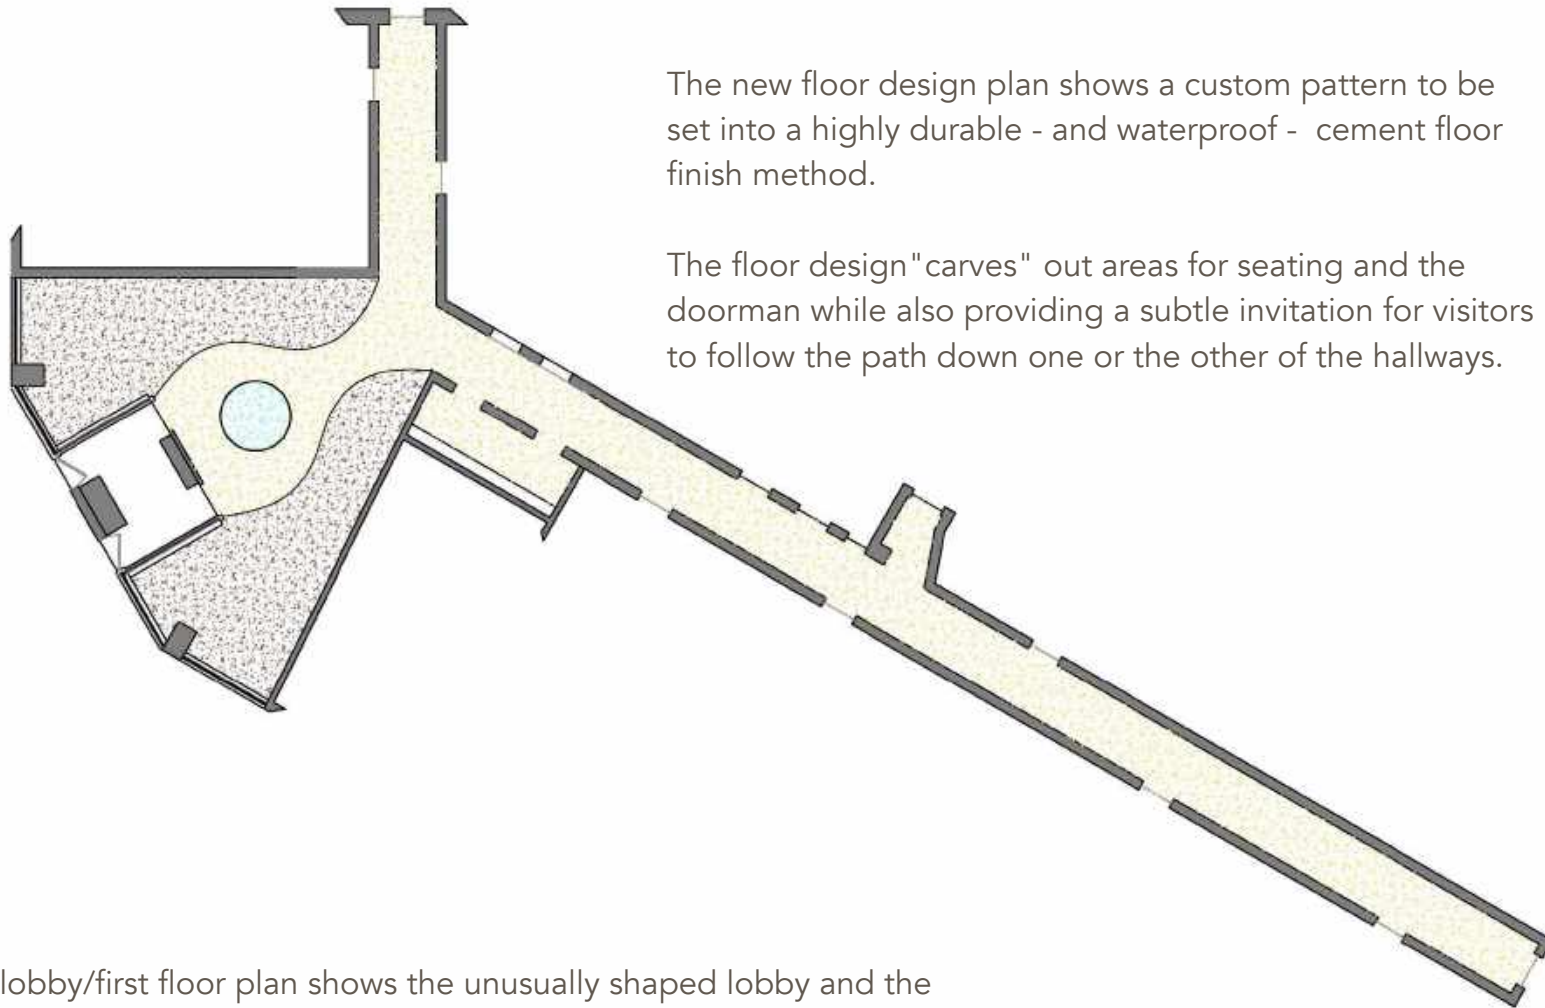 The new floor design plan shows a custom pattern to be
set into a highly durable - and waterproof -  cement floor
finish method.
The floor design"carves" out areas for seating and the
doorman while also providing a subtle invitation for visitors
to follow the path down one or the other of the hallways.
lobby/first floor plan shows the unusually shaped lobby and the